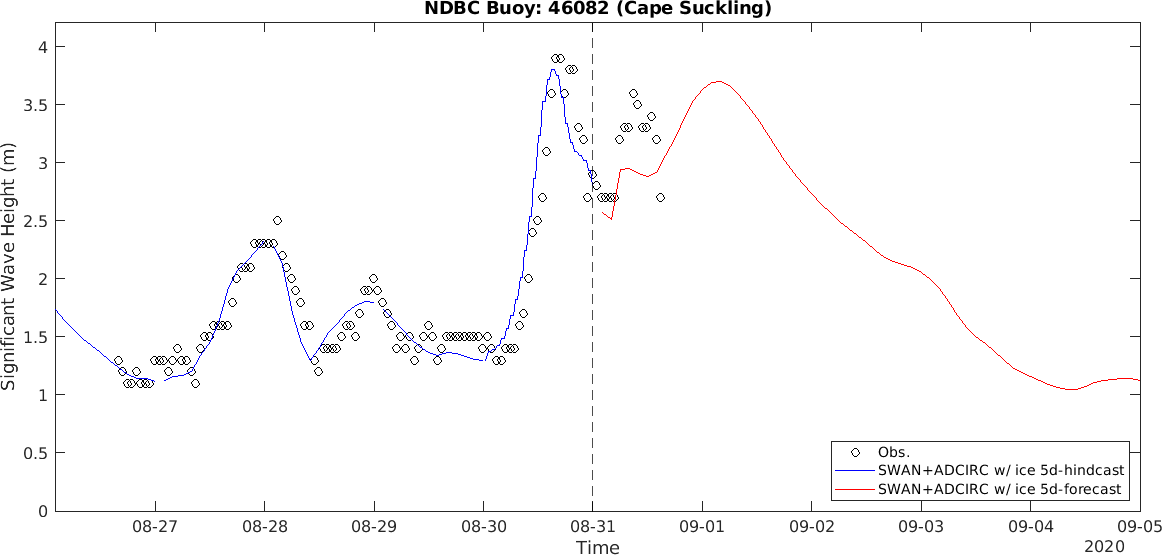 NDBC Buoy: 46082 (Cape Suckling)
4
3.5
3
2.5
2
1.5
1
0.5
0
Significant Wave Height (m)
Obs.
SWAN+ADCIRC w/ ice 5d-hindcast
SWAN+ADCIRC w/ ice 5d-forecast
08-27 08-28 08-29 08-30 08-31 09-01 09-02 09-03 09-04 09-05
Time
2020